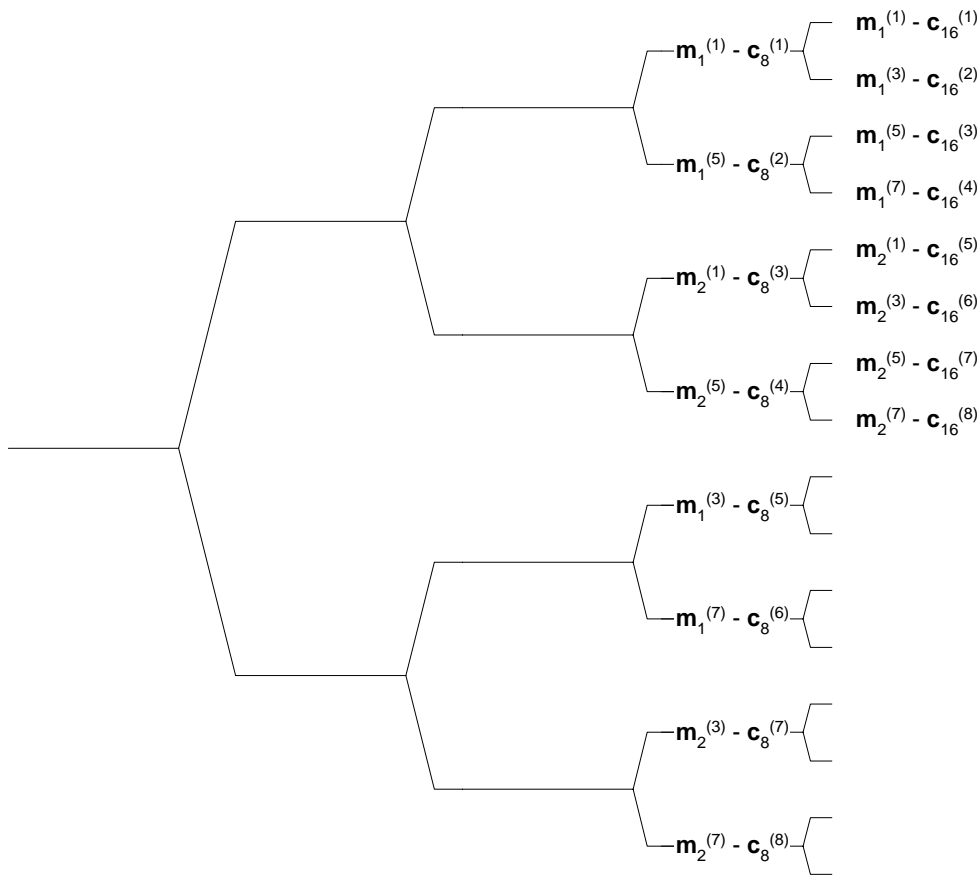 m₁⁽¹⁾ - c₁₆⁽¹⁾
m₁⁽¹⁾ - c₈⁽¹⁾
m₁⁽³⁾ - c₁₆⁽²⁾
m₁⁽⁵⁾ - c₁₆⁽³⁾
m₁⁽⁵⁾ - c₈⁽²⁾
m₁⁽⁷⁾ - c₁₆⁽⁴⁾
m₂⁽¹⁾ - c₁₆⁽⁵⁾
m₂⁽¹⁾ - c₈⁽³⁾
m₂⁽³⁾ - c₁₆⁽⁶⁾
m₂⁽⁵⁾ - c₁₆⁽⁷⁾
m₂⁽⁵⁾ - c₈⁽⁴⁾
m₂⁽⁷⁾ - c₁₆⁽⁸⁾
m₁⁽³⁾ - c₈⁽⁵⁾
m₁⁽⁷⁾ - c₈⁽⁶⁾
m₂⁽³⁾ - c₈⁽⁷⁾
m₂⁽⁷⁾ - c₈⁽⁸⁾